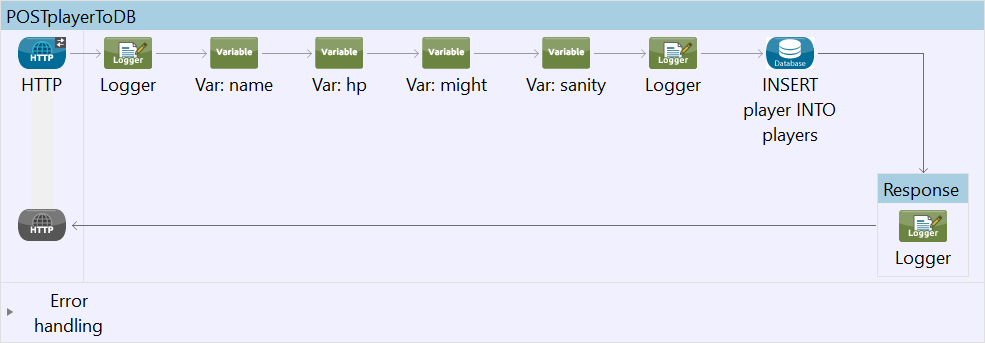 POSTplayerToDB
HTTP
Logger
Variable
Variable
Variable
Variable
Logger
Database
HTTP
Logger
Var: name
Var: hp
Var: might
Var: sanity
Logger
INSERT
player INTO
players
Response
HTTP
Logger
Logger
Error
handling